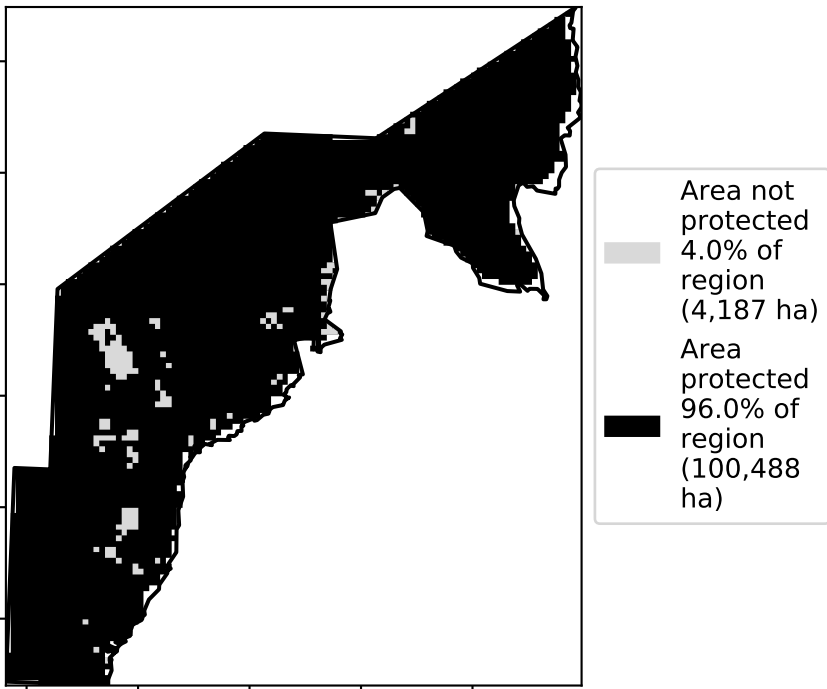 Area not
protected
4.0% of
region
(4,187 ha)
Area
protected
96.0% of
region
(100,488
ha)